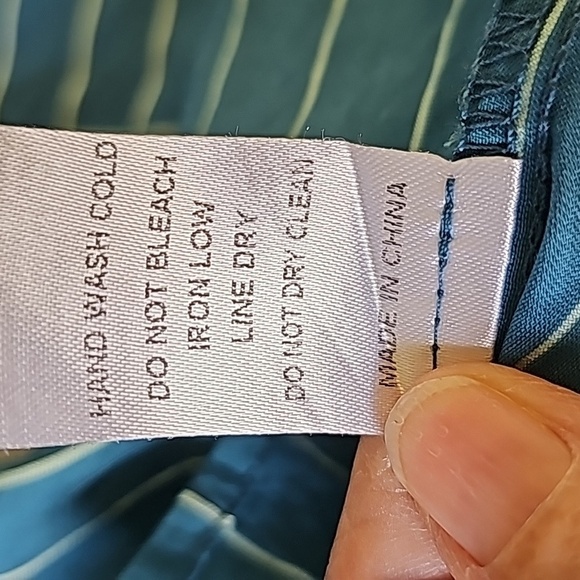 HAND WASH COLD
DO NOT BLEACH
IRON LOW
LINE DRY
DO NOT DRY CLEAN
MADE IN CHINA